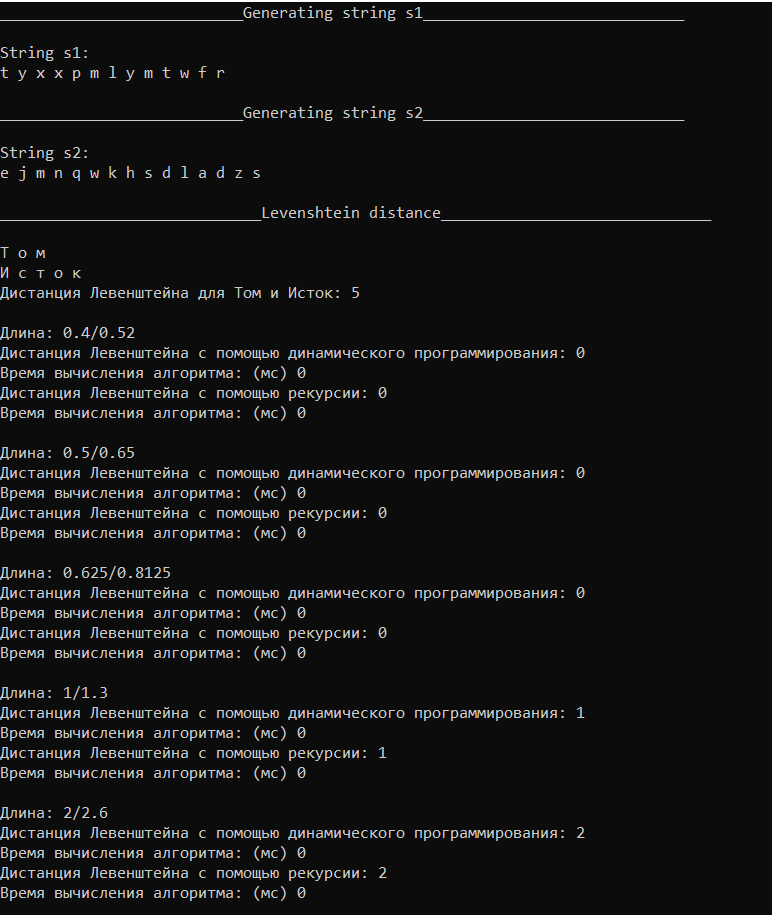 ___________________________Generating string s1_____________________________

String s1:
t y x x p m l y m t w f r

___________________________Generating string s2_____________________________

String s2:
e j m n q w k h s d l a d z s

_____________________________Levenshtein distance______________________________

Т о м
И с т о к
Дистанция Левенштейна для Том и Исток: 5

Длина: 0.4/0.52
Дистанция Левенштейна с помощью динамического программирования: 0
Время вычисления алгоритма: (мс) 0
Дистанция Левенштейна с помощью рекурсии: 0
Время вычисления алгоритма: (мс) 0

Длина: 0.5/0.65
Дистанция Левенштейна с помощью динамического программирования: 0
Время вычисления алгоритма: (мс) 0
Дистанция Левенштейна с помощью рекурсии: 0
Время вычисления алгоритма: (мс) 0

Длина: 0.625/0.8125
Дистанция Левенштейна с помощью динамического программирования: 0
Время вычисления алгоритма: (мс) 0
Дистанция Левенштейна с помощью рекурсии: 0
Время вычисления алгоритма: (мс) 0

Длина: 1/1.3
Дистанция Левенштейна с помощью динамического программирования: 1
Время вычисления алгоритма: (мс) 0
Дистанция Левенштейна с помощью рекурсии: 1
Время вычисления алгоритма: (мс) 0

Длина: 2/2.6
Дистанция Левенштейна с помощью динамического программирования: 2
Время вычисления алгоритма: (мс) 0
Дистанция Левенштейна с помощью рекурсии: 2
Время вычисления алгоритма: (мс) 0